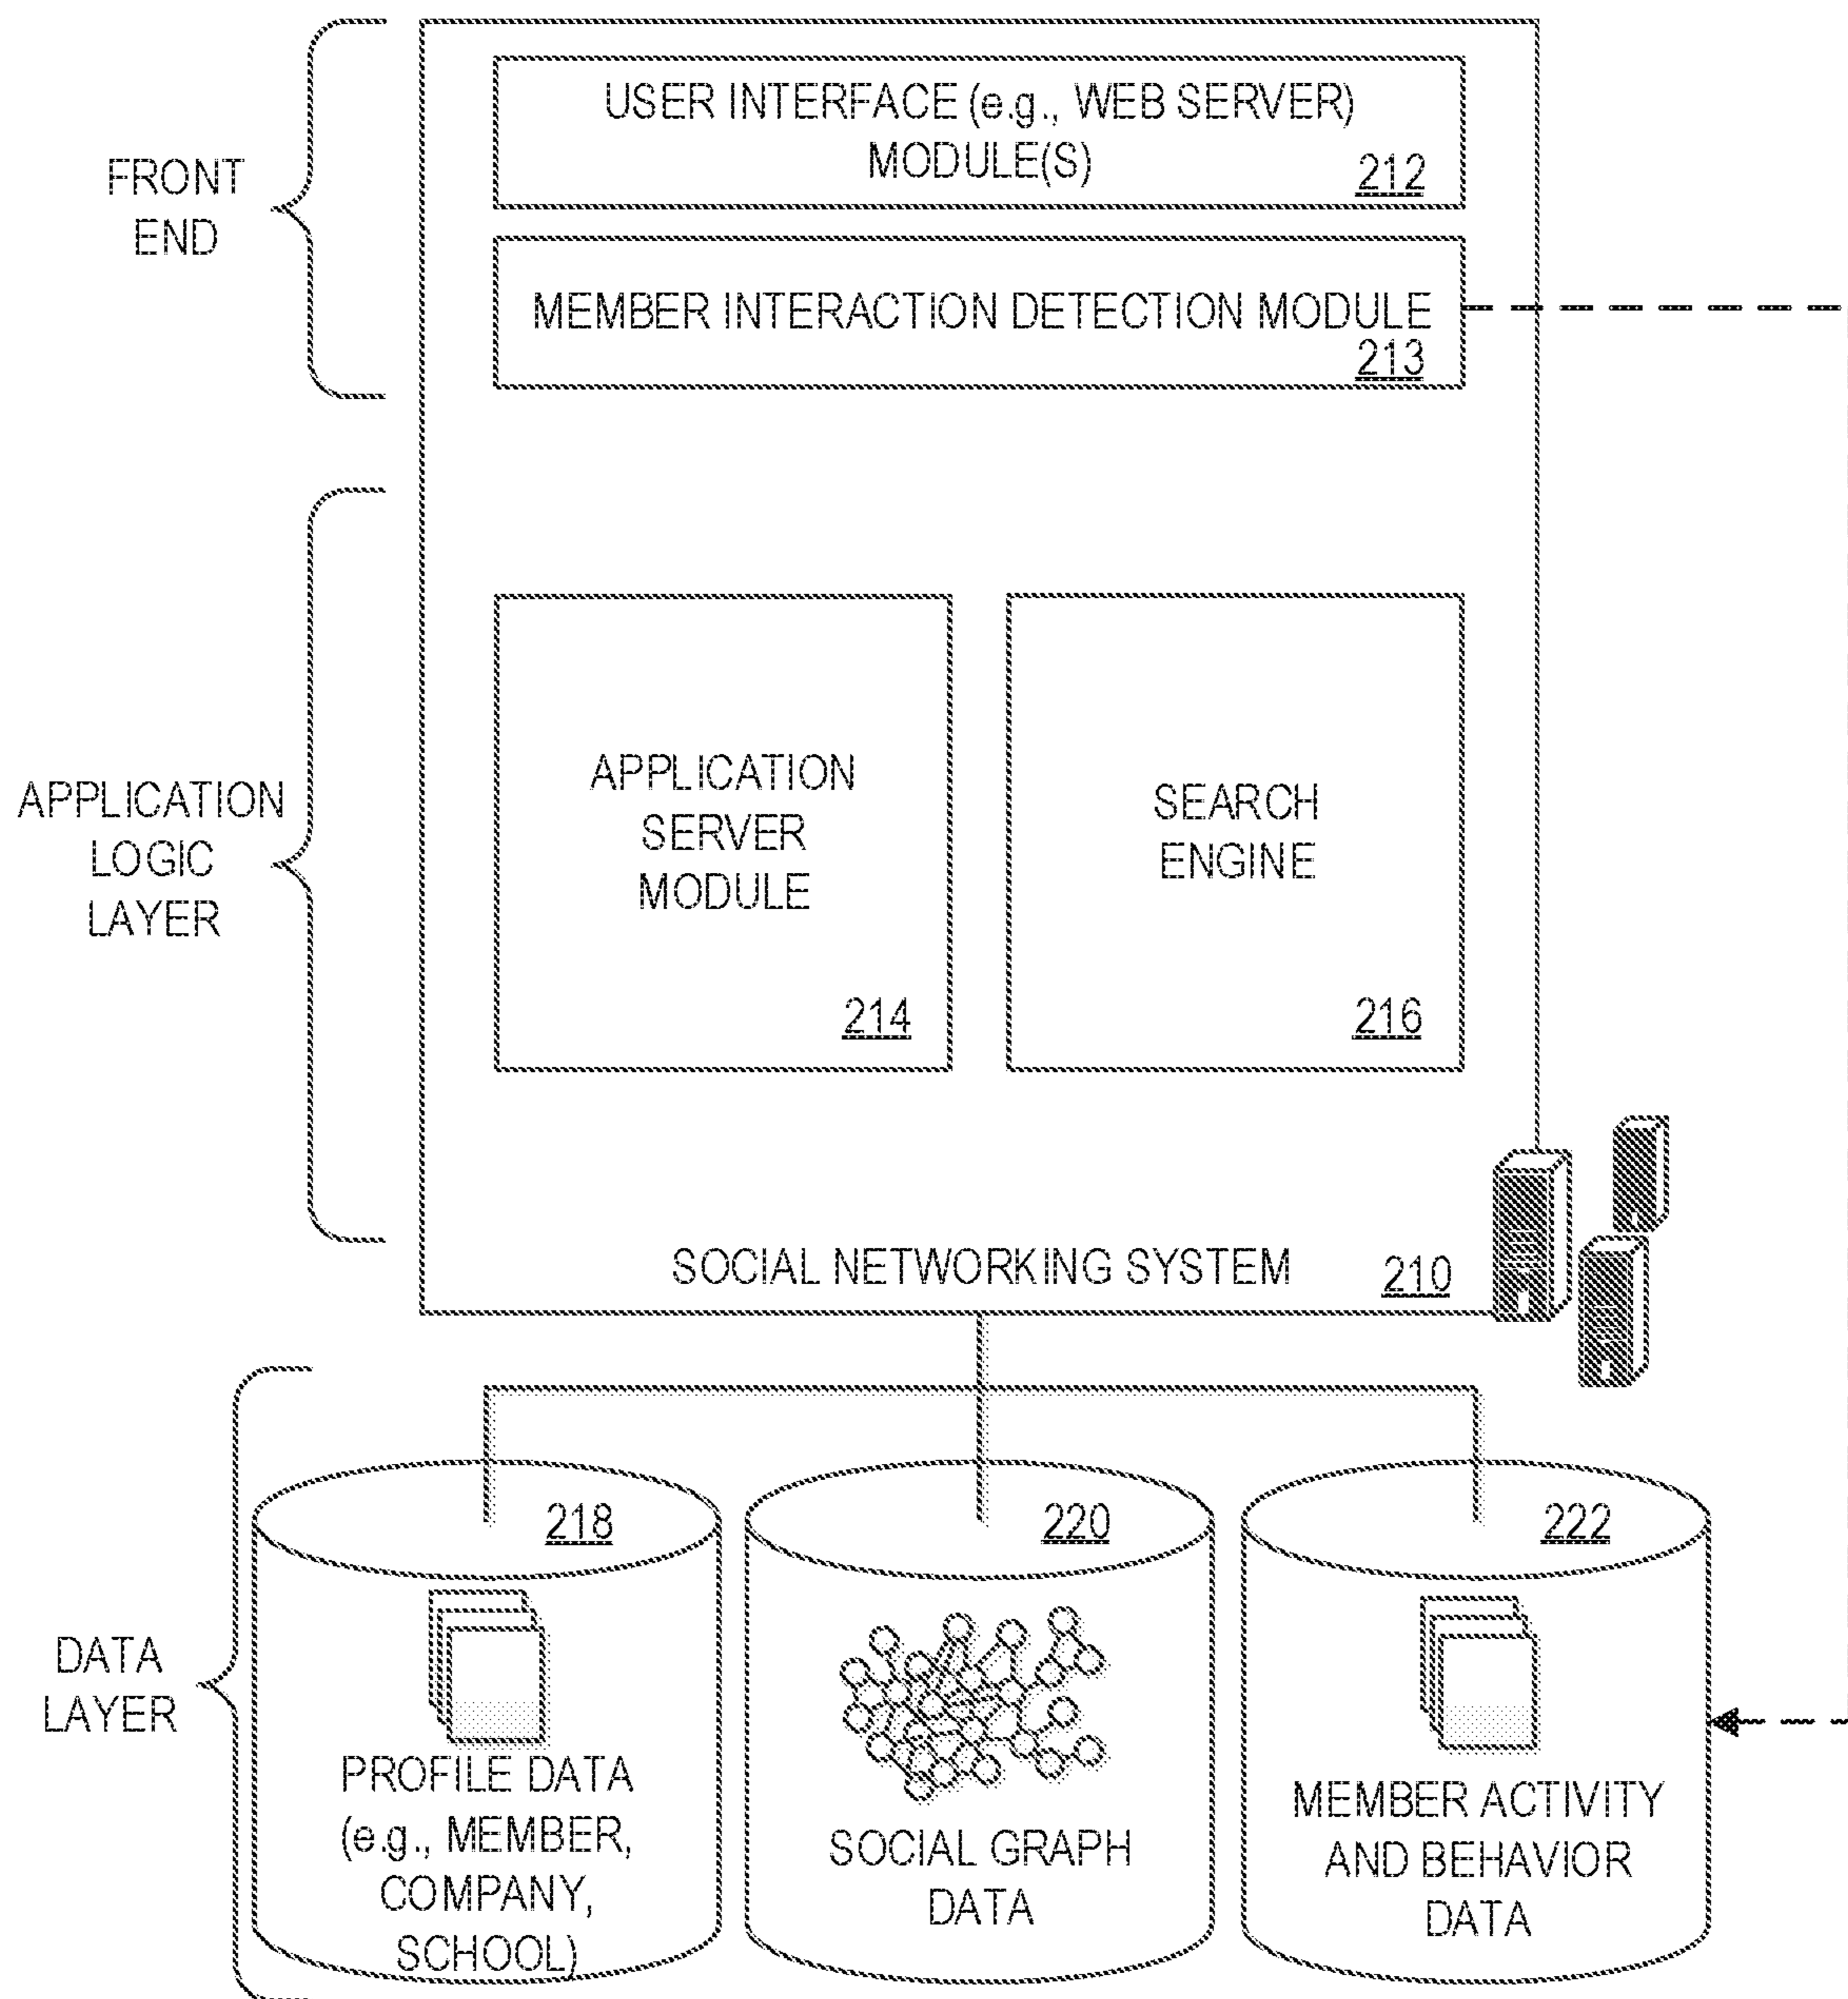 FRONT
END
USER INTERFACE (e.g., WEB SERVER)
MODULE(S)
212
MEMBER INTERACTION DETECTION MODULE
213
APPLICATION
LOGIC
LAYER
APPLICATION
SERVER
MODULE
214
SEARCH
ENGINE
216
SOCIAL NETWORKING SYSTEM
210
DATA
LAYER
218
PROFILE DATA
(e.g., MEMBER,
COMPANY,
SCHOOL)
220
SOCIAL GRAPH
DATA
222
MEMBER ACTIVITY
AND BEHAVIOR
DATA